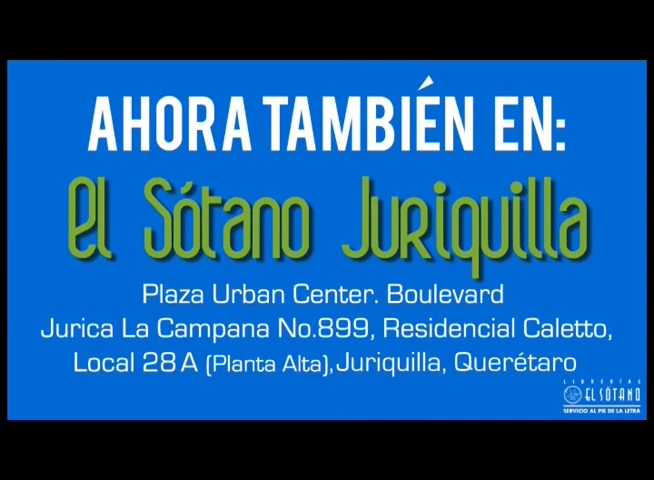 AHORA TAMBIÉN EN:
El Sótano Juriquilla
Plaza Urban Center. Boulevard
Jurica La Campana No.899, Residencial Caletto,
Local 28 A (Planta Alta), Juriquilla, Querétaro
LIBRERÍAS
EL SÓTANO
SERVICIO AL PIE DE LA LETRA